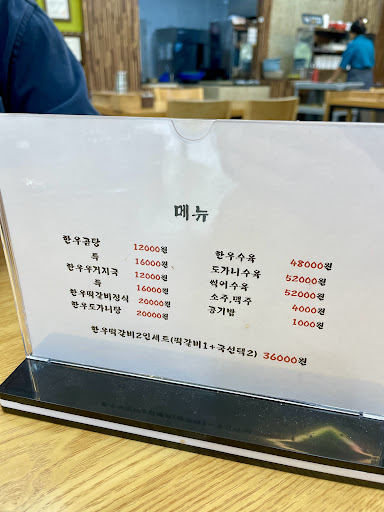 메뉴
한우곰탕 12000원
특 16000원
한우우거지국 12000원
특 16000원
한우떡갈비정식 20000원
한우도가니탕 20000원
한우수육 48000원
도가니수육 52000원
섞어수육 52000원
소주,맥주 4000원
공기밥 1000원
한우떡갈비2인세트(떡갈비1+국선택2) 36000원